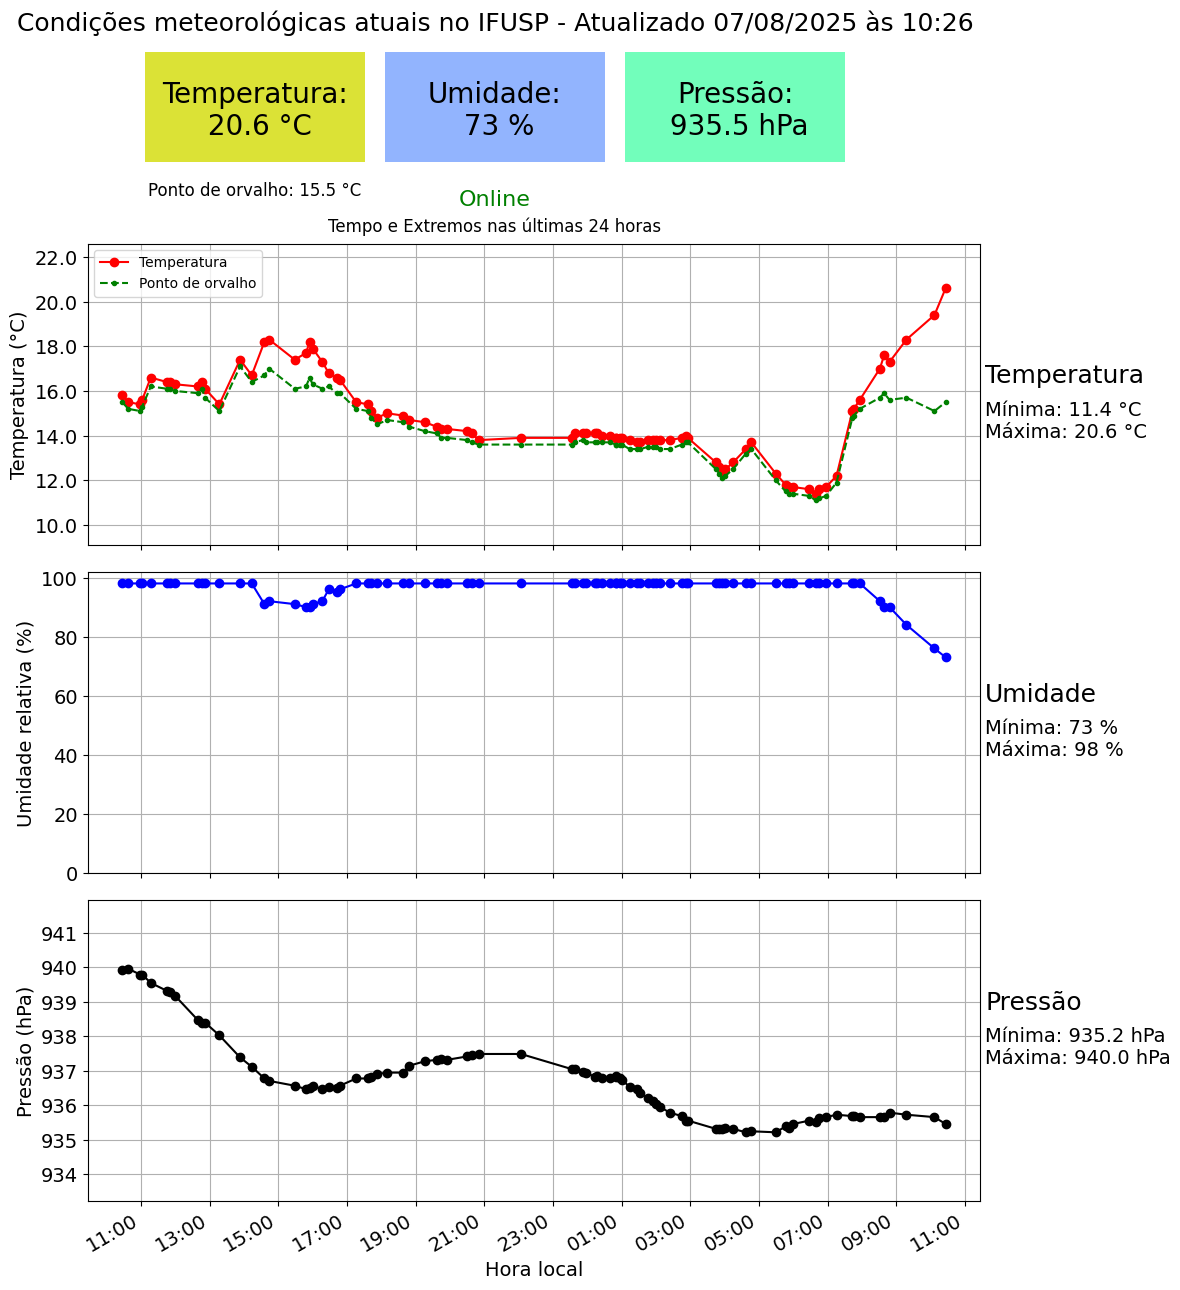 Condições meteorológicas atuais no IFUSP - Atualizado 07/08/2025 às 10:26
Temperatura:
20.6 °C
Umidade:
73 %
Pressão:
935.5 hPa
Ponto de orvalho: 15.5 °C
Online
Tempo e Extremos nas últimas 24 horas
Temperatura
Ponto de orvalho
Temperatura (°C)
22.0
20.0
18.0
16.0
14.0
12.0
10.0
Temperatura
Mínima: 11.4 °C
Máxima: 20.6 °C
Umidade relativa (%)
100
80
60
40
20
0
Umidade
Mínima: 73 %
Máxima: 98 %
Pressão (hPa)
941
940
939
938
937
936
935
934
Pressão
Mínima: 935.2 hPa
Máxima: 940.0 hPa
11:00
13:00
15:00
17:00
19:00
21:00
23:00
01:00
03:00
05:00
07:00
09:00
11:00
Hora local